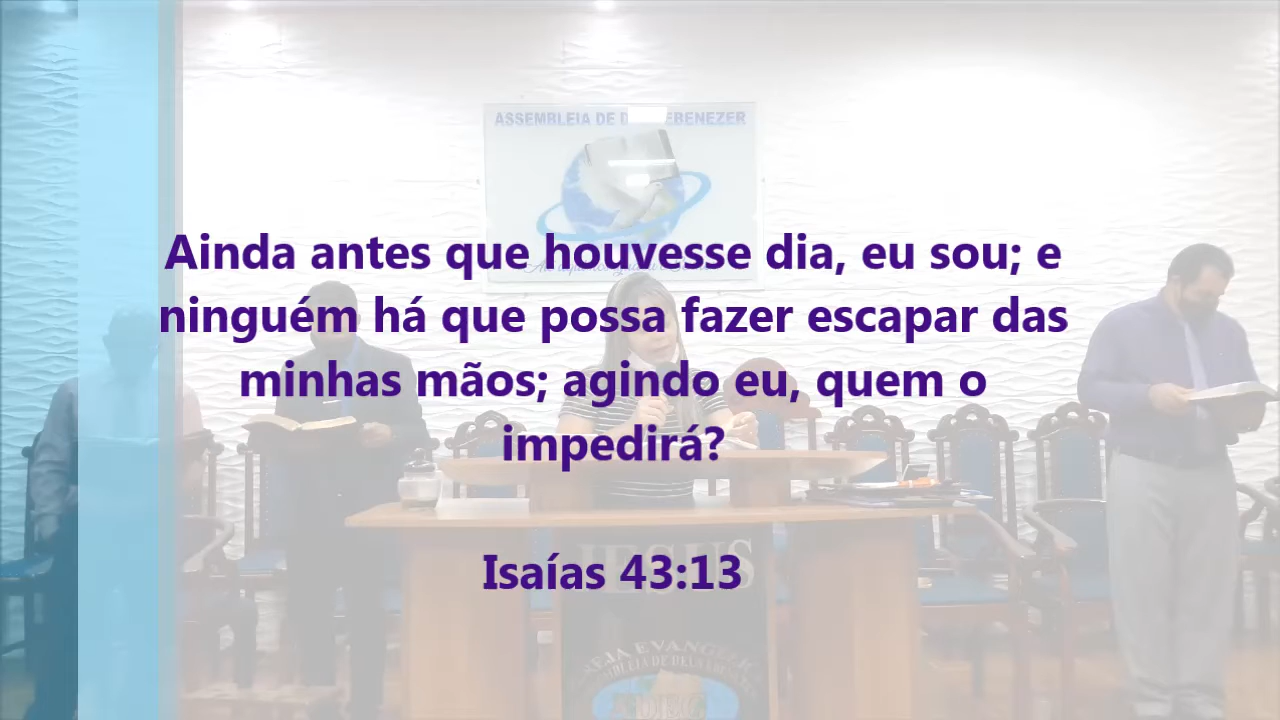 ASSEMBLEIA DE D EBENEZER
Ainda antes que houvesse dia, eu sou; e
ninguém há que possa fazer escapar das
minhas mãos; agindo eu, quem o
impedirá?
Isaías 43:13
JESUS